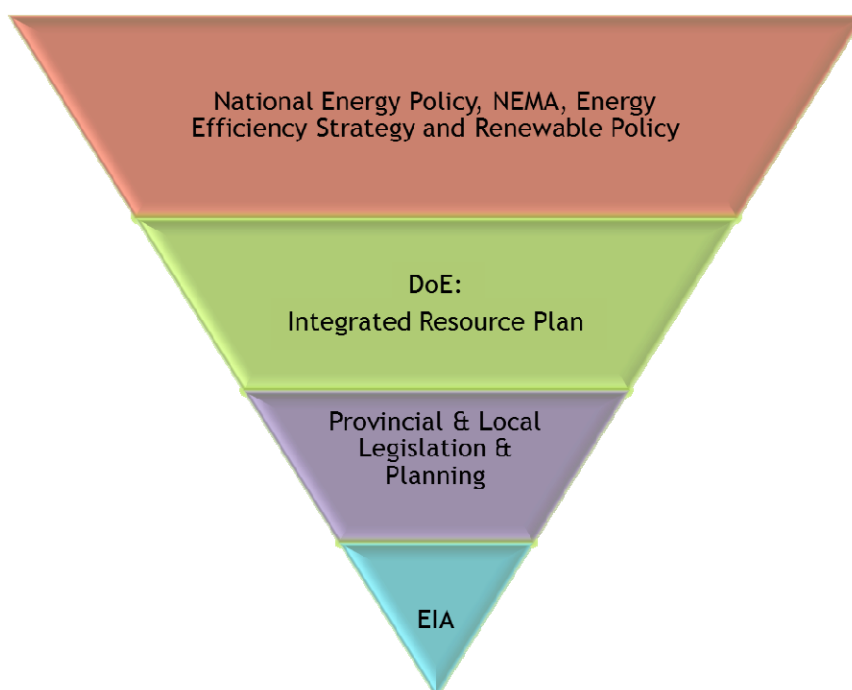 National Energy Policy, NEMA, Energy
Efficiency Strategy and Renewable Policy
DoE:
Integrated Resource Plan
Provincial & Local
Legislation &
Planning
EIA